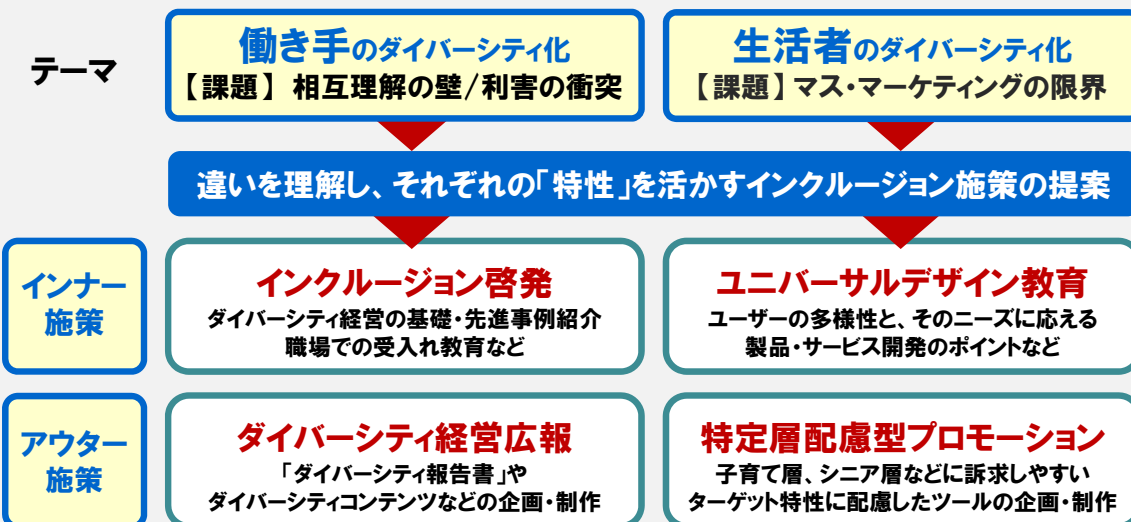 テーマ
働き手のダイバーシティ化
【課題】 相互理解の壁/利害の衝突
生活者のダイバーシティ化
【課題】マス・マーケティングの限界
違いを理解し、それぞれの「特性」を活かすインクルージョン施策の提案
インナー
施策
インクルージョン啓発
ダイバーシティ経営の基礎・先進事例紹介
職場での受入れ教育など
ユニバーサルデザイン教育
ユーザーの多様性と、そのニーズに応える
製品・サービス開発のポイントなど
アウター
施策
ダイバーシティ経営広報
「ダイバーシティ報告書」や
ダイバーシティコンテンツなどの企画・制作
特定層配慮型プロモーション
子育て層、シニア層などに訴求しやすい
ターゲット特性に配慮したツールの企画・制作